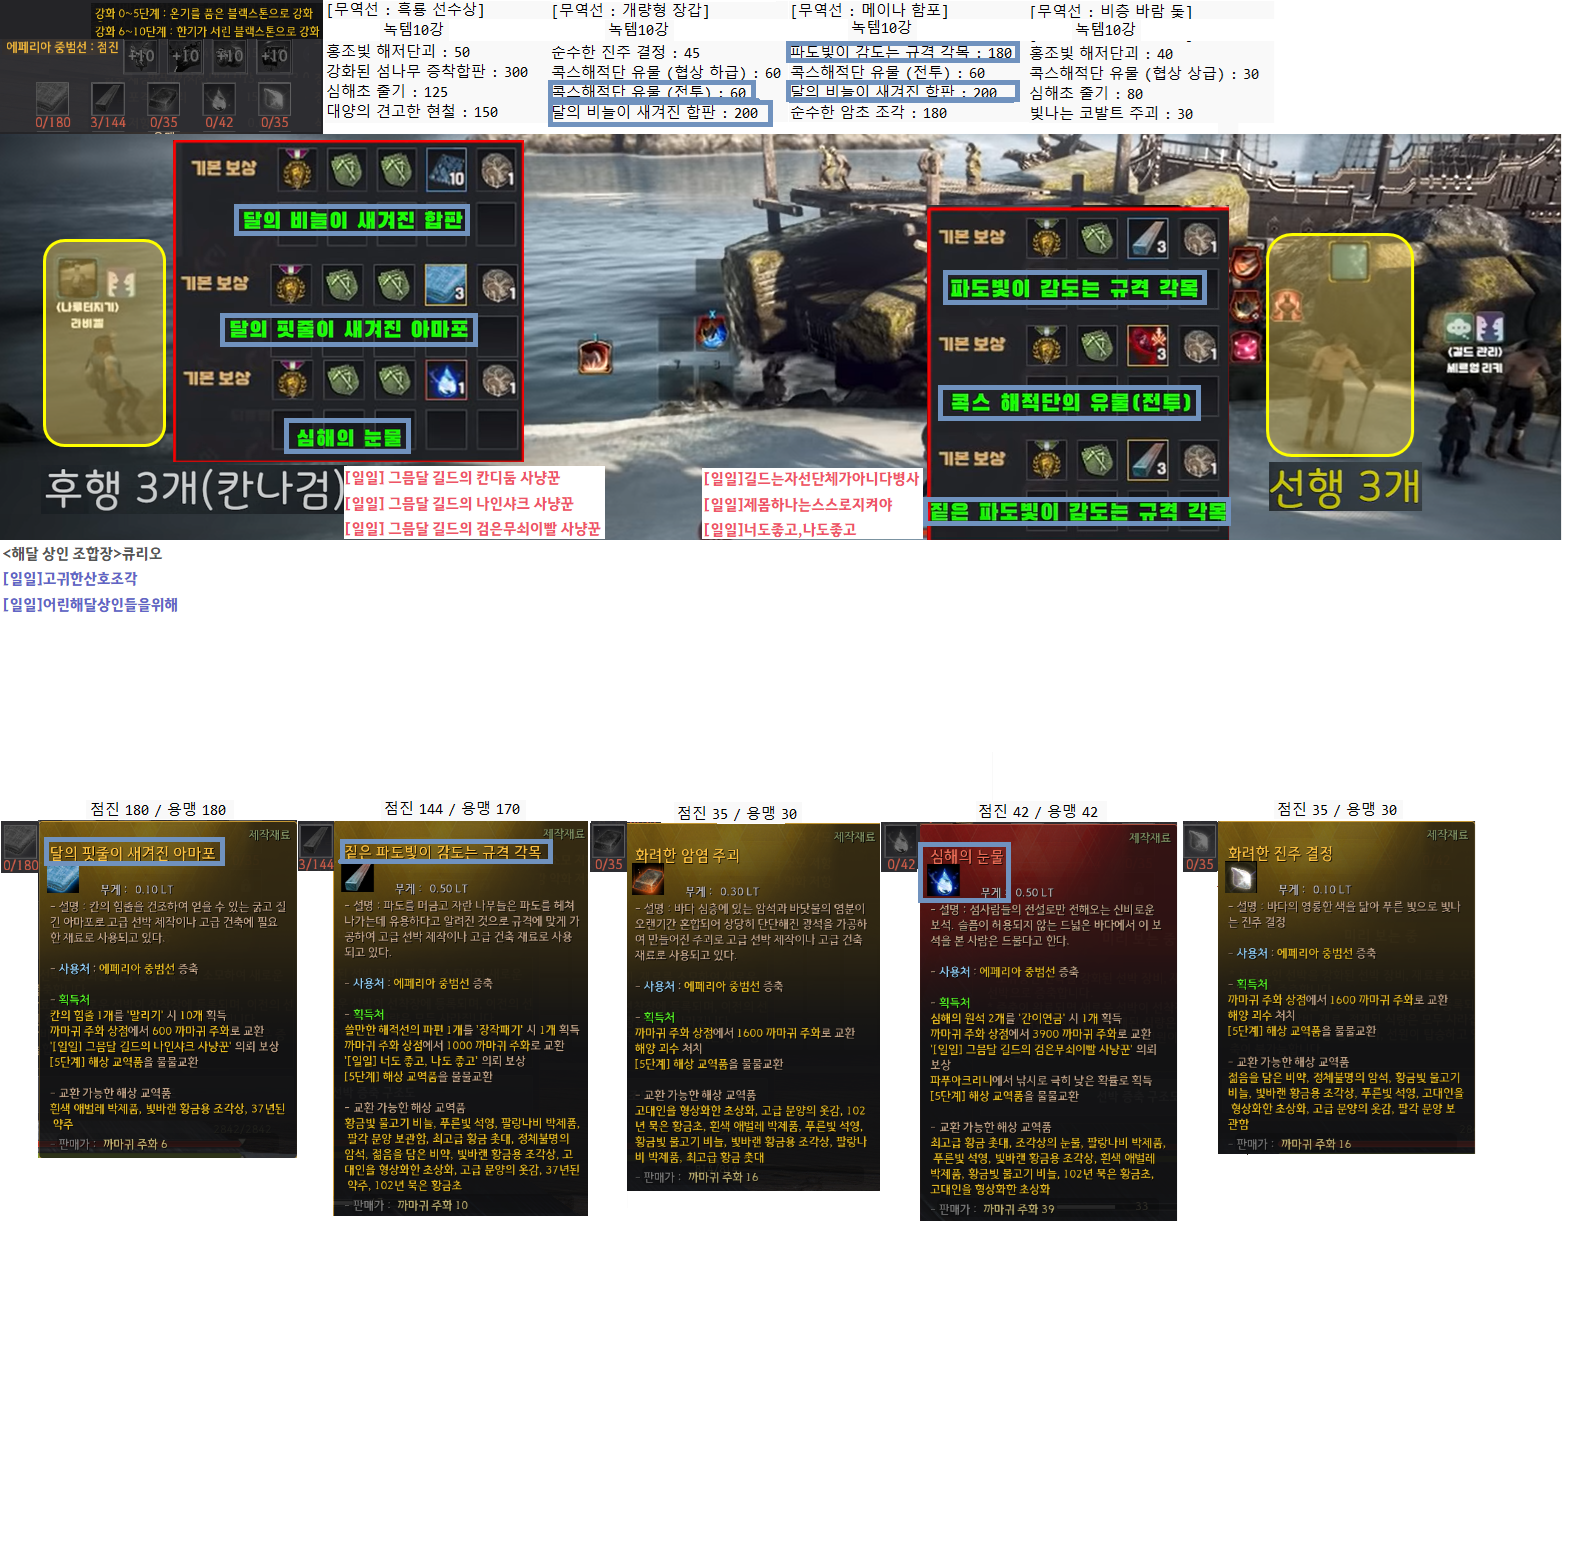 강화 0~5단계 : 온기를 품은 블랙스톤으로 강화
강화 6~10단계 : 한기가 서린 블랙스톤으로 강화
에페리아 중범선 : 점진
+10 +10 +10 +10
0/180 3/144 0/35 0/42 0/35
[무역선 : 흑룡 선수상]
녹템10강
홍조빛 해저단괴 : 50
강화된 섬나무 증착합판 : 300
심해초 줄기 : 125
대양의 견고한 현철 : 150
[무역선 : 개량형 장갑]
녹템10강
순수한 진주 결정 : 45
콕스해적단 유물 (협상 하급) : 60
콕스해적단 유물 (전투) : 60
달의 비늘이 새겨진 합판 : 200
[무역선 : 메이나 함포]
녹템10강
파도빛이 감도는 규격 각목 : 180
콕스해적단 유물 (전투) : 60
달의 비늘이 새겨진 합판 : 200
순수한 암초 조각 : 180
[무역선 : 비층 바람 돛]
녹템10강
홍조빛 해저단괴 : 40
콕스해적단 유물 (협상 상급) : 30
심해초 줄기 : 80
빛나는 코발트 주괴 : 30
기본 보상
10 1
달의 비늘이 새겨진 합판
기본 보상
3 1
달의 핏줄이 새겨진 아마포
기본 보상
1 1
심해의 눈물
<나루터지기>
라비켈
후행 3개(칸나검)
[일일] 그믐달 길드의 칸디둠 사냥꾼
[일일] 그믐달 길드의 나인샤크 사냥꾼
[일일] 그믐달 길드의 검은무쇠이빨 사냥꾼
X
기본 보상
3 1
파도빛이 감도는 규격 각목
기본 보상
3 1
콕스 해적단의 유물(전투)
기본 보상
3 1
짙은 파도빛이 감도는 규격 각목
[일일]길드는자선단체가아니다병사
[일일]제몸하나는스스로지켜야
[일일]너도좋고,나도좋고
<길드 관리>
세르엄 리키
선행 3개
<해달 상인 조합장>큐리오
[일일]고귀한산호조각
[일일]어린해달상인들을위해
점진 180 / 용맹 180
0/180
제작재료
달의 핏줄이 새겨진 아마포
무게 : 0.10 LT
- 설명 : 칸의 힘줄을 건조하여 얻을 수 있는 굵고 질
긴 아마포로 고급 선박 제작이나 고급 건축에 필요
한 재료로 사용되고 있다.
- 사용처 : 에페리아 중범선 증축
- 획득처
칸의 힘줄 1개를 '말리기' 시 10개 획득
까마귀 주화 상점에서 600 까마귀 주화로 교환
'[일일] 그믐달 길드의 나인샤크 사냥꾼' 의뢰 보상
[5단계] 해상 교역품을 물물교환
- 교환 가능한 해상 교역품
흰색 애벌레 박제품, 빛바랜 황금용 조각상, 37년된
약주
- 판매가 : 까마귀 주화 6
점진 144 / 용맹 170
3/144
제작재료
짙은 파도빛이 감도는 규격 각목
무게 : 0.50 LT
- 설명 : 파도를 머금고 자란 나무들은 파도를 헤쳐
나가는데 유용하다고 알려진 것으로 규격에 맞게 가
공하여 고급 선박 제작이나 고급 건축 재료로 사용
되고 있다.
- 사용처 : 에페리아 중범선 증축
- 획득처
쓸만한 해적선의 파편 1개를 '장작패기' 시 1개 획득
까마귀 주화 상점에서 1000 까마귀 주화로 교환
'[일일] 너도 좋고, 나도 좋고' 의뢰 보상
[5단계] 해상 교역품을 물물교환
- 교환 가능한 해상 교역품
황금빛 물고기 비늘, 푸른빛 석영, 팔랑나비 박제품,
팔각 문양 보관함, 최고급 황금 촛대, 정체불명의
암석, 젊음을 담은 비약, 빛바랜 황금용 조각상, 고
대인을 형상화한 초상화, 고급 문양의 옷감, 37년된
약주, 102년 묵은 황금초
- 판매가 : 까마귀 주화 10
점진 35 / 용맹 30
0/35
제작재료
화려한 암염 주괴
무게 : 0.30 LT
- 설명 : 바다 심층에 있는 암석과 바닷물의 염분이
오랜기간 혼합되어 상당히 단단해진 광석을 가공하
여 만들어진 주괴로 고급 선박 제작이나 고급 건축
재료로 사용되고 있다.
- 사용처 : 에페리아 중범선 증축
- 획득처
까마귀 주화 상점에서 1600 까마귀 주화로 교환
해양 괴수 처치
[5단계] 해상 교역품을 물물교환
- 교환 가능한 해상 교역품
고대인을 형상화한 초상화, 고급 문양의 옷감, 102
년 묵은 황금초, 흰색 애벌레 박제품, 푸른빛 석영,
황금빛 물고기 비늘, 빛바랜 황금용 조각상, 팔랑나
비 박제품, 최고급 황금 촛대
- 판매가 : 까마귀 주화 16
점진 42 / 용맹 42
0/42
제작재료
심해의 눈물
무게 : 0.50 LT
- 설명 : 섬사람들의 전설로만 전해오는 신비로운
보석. 슬픔이 허용되지 않는 드넓은 바다에서 이 보
석을 본 사람은 드물다고 한다.
- 사용처 : 에페리아 중범선 증축
- 획득처
심해의 원석 2개를 '간이연금' 시 1개 획득
까마귀 주화 상점에서 3900 까마귀 주화로 교환
'[일일] 그믐달 길드의 검은무쇠이빨 사냥꾼' 의뢰
보상
파푸아크리니에서 낚시로 극히 낮은 확률로 획득
[5단계] 해상 교역품을 물물교환
- 교환 가능한 해상 교역품
최고급 황금 촛대, 조각상의 눈물, 팔랑나비 박제품,
푸른빛 석영, 빛바랜 황금용 조각상, 흰색 애벌레
박제품, 황금빛 물고기 비늘, 102년 묵은 황금초,
고대인을 형상화한 초상화
- 판매가 : 까마귀 주화 39
33
점진 35 / 용맹 30
0/35
제작재료
화려한 진주 결정
무게 : 0.10 LT
- 설명 : 바다의 영롱한 색을 닮아 푸른 빛으로 빛나
는 진주 결정
- 사용처 : 에페리아 중범선 증축
- 획득처
까마귀 주화 상점에서 1600 까마귀 주화로 교환
해양 괴수 처치
[5단계] 해상 교역품을 물물교환
- 교환 가능한 해상 교역품
젊음을 담은 비약, 정체불명의 암석, 황금빛 물고기
비늘, 빛바랜 황금용 조각상, 푸른빛 석영, 고대인을
형상화한 초상화, 고급 문양의 옷감, 팔각 문양 보
관함
- 판매가 : 까마귀 주화 16